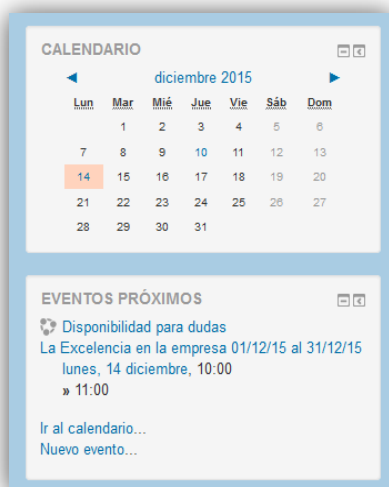 CALENDARIO
◄ diciembre 2015 ►
Lun Mar Mié Jue Vie Sáb Dom
1 2 3 4 5 6
7 8 9 10 11 12 13
14 15 16 17 18 19 20
21 22 23 24 25 26 27
28 29 30 31
EVENTOS PRÓXIMOS
Disponibilidad para dudas
La Excelencia en la empresa 01/12/15 al 31/12/15
lunes, 14 diciembre, 10:00
» 11:00
Ir al calendario...
Nuevo evento...